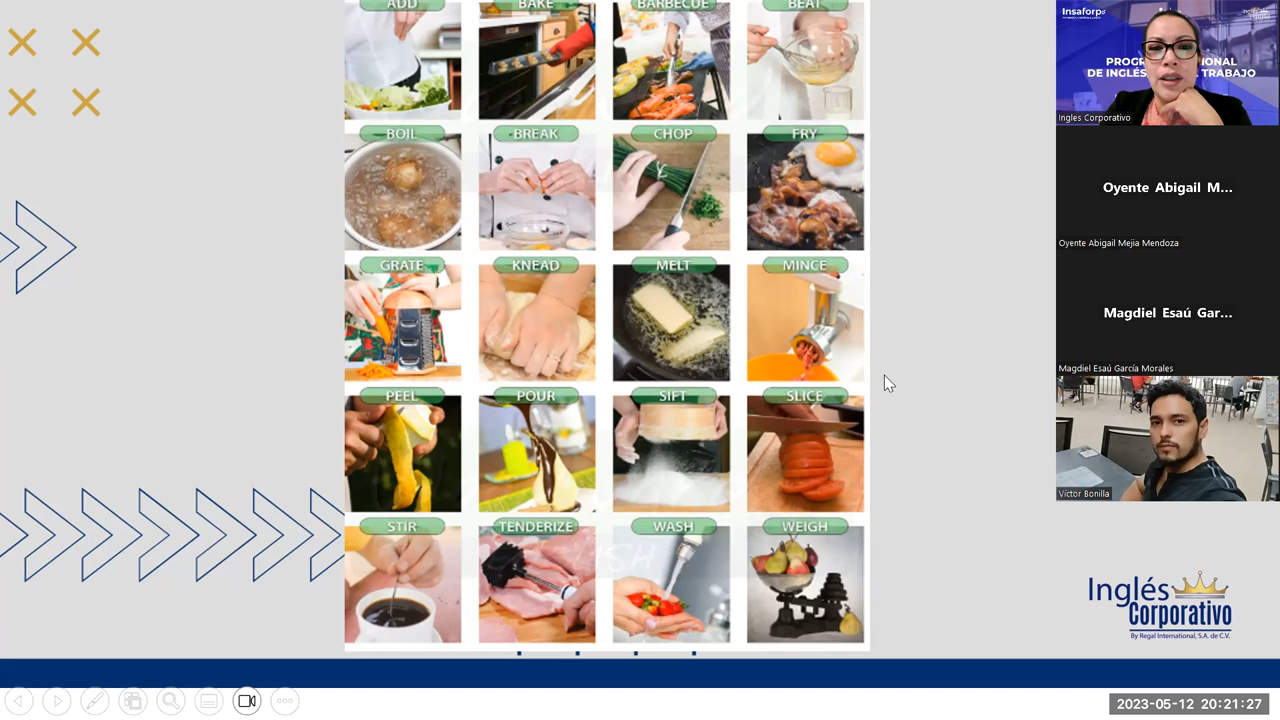 ADD BAKE BARBECUE BEAT
BOIL BREAK CHOP FRY
GRATE KNEAD MELT MINCE
PEEL POUR SIFT SLICE
STIR TENDERIZE WASH WEIGH
Insaforp
DE INGLÉS TRABAJO
Ingles Corporativo
Oyente Abigail M...
Oyente Abigail Mejia Mendoza
Magdiel Esaú Gar...
Magdiel Esaú García Morales
Víctor Bonilla
Inglés
Corporativo
By Regal International, S.A. de C.V.
2023-05-12 20:21:27